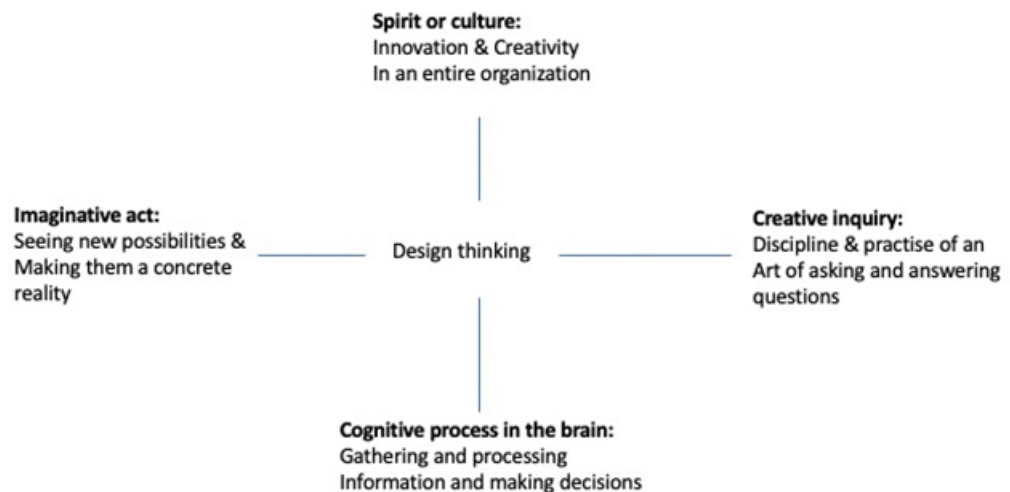 Spirit or culture:
Innovation & Creativity
In an entire organization
Imaginative act:
Seeing new possibilities &
Making them a concrete
reality
Design thinking
Creative inquiry:
Discipline & practise of an
Art of asking and answering
questions
Cognitive process in the brain:
Gathering and processing
Information and making decisions